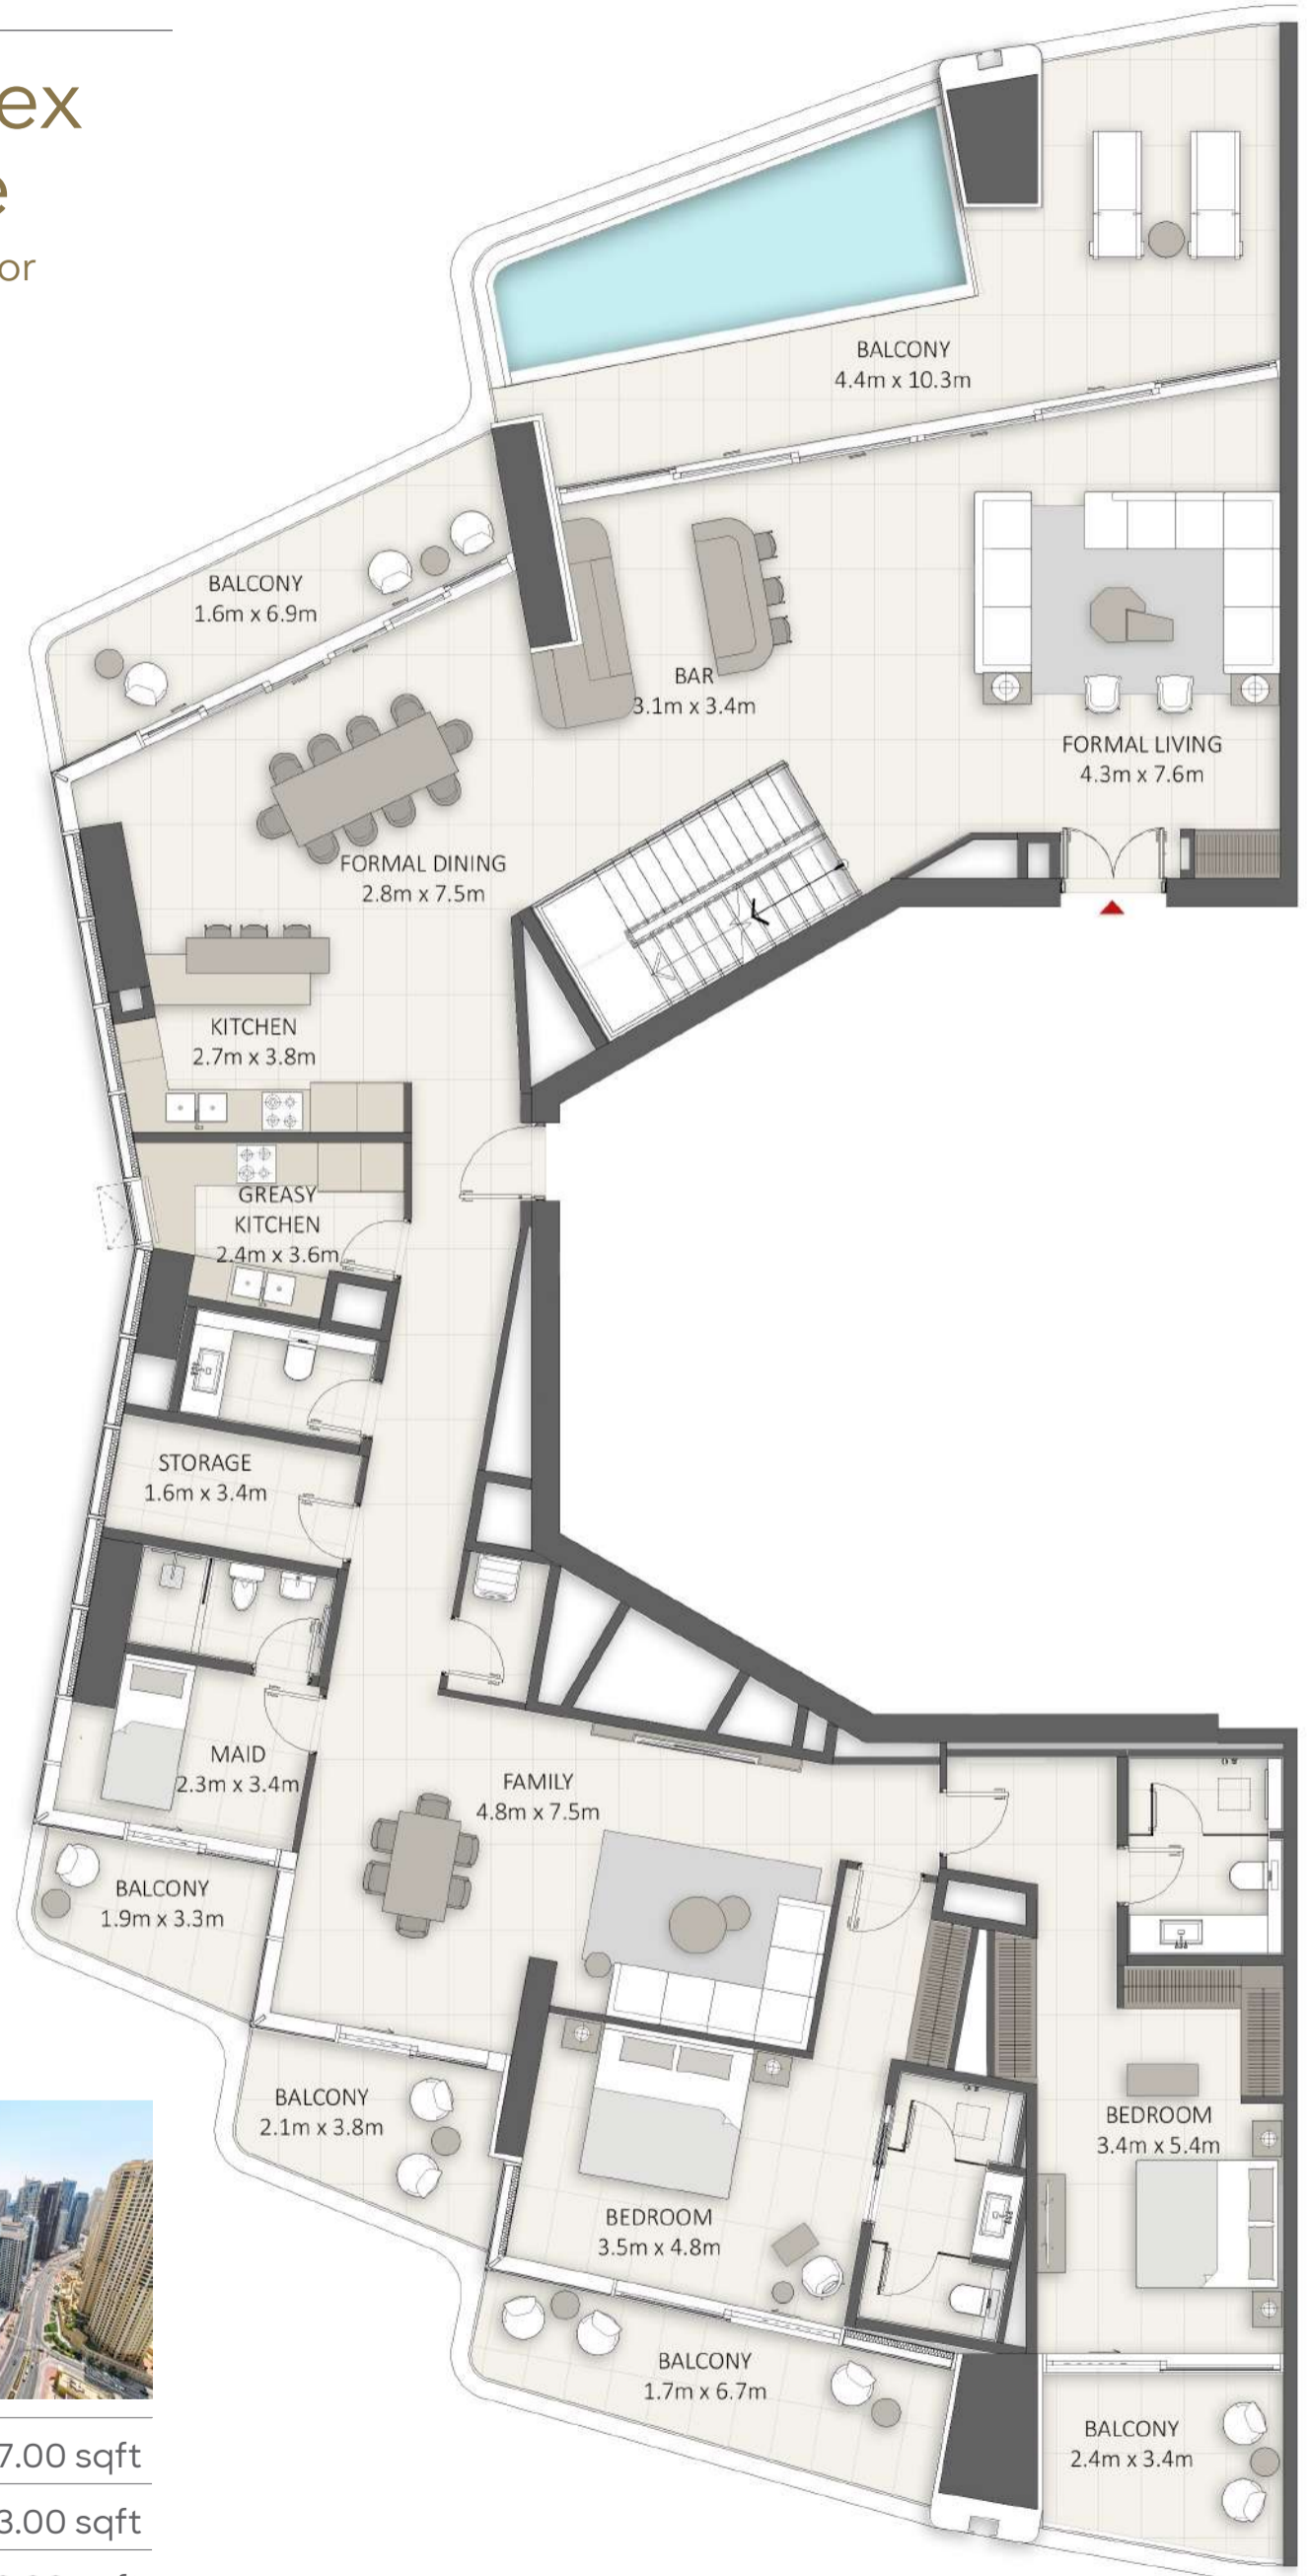 ex
e
or
BALCONY
4.4m x 10.3m
BALCONY
1.6m x 6.9m
BAR
3.1m x 3.4m
FORMAL LIVING
4.3m x 7.6m
FORMAL DINING
2.8m x 7.5m
KITCHEN
2.7m x 3.8m
GREASY
KITCHEN
2.4m x 3.6m
STORAGE
1.6m x 3.4m
MAID
2.3m x 3.4m
FAMILY
4.8m x 7.5m
BALCONY
1.9m x 3.3m
BALCONY
2.1m x 3.8m
BEDROOM
3.4m x 5.4m
BEDROOM
3.5m x 4.8m
BALCONY
1.7m x 6.7m
BALCONY
2.4m x 3.4m
7.00 sqft
3.00 sqft